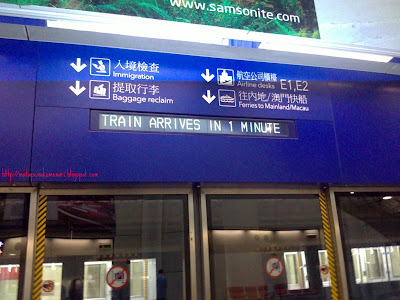 www.samsonite.com
入境檢查
Immigration
提取行李
Baggage reclaim
航空公司櫃檯
Airline desks E1,E2
往內地/澳門快船
Ferries to Mainland/Macau
TRAIN ARRIVES IN 1 MINUTE